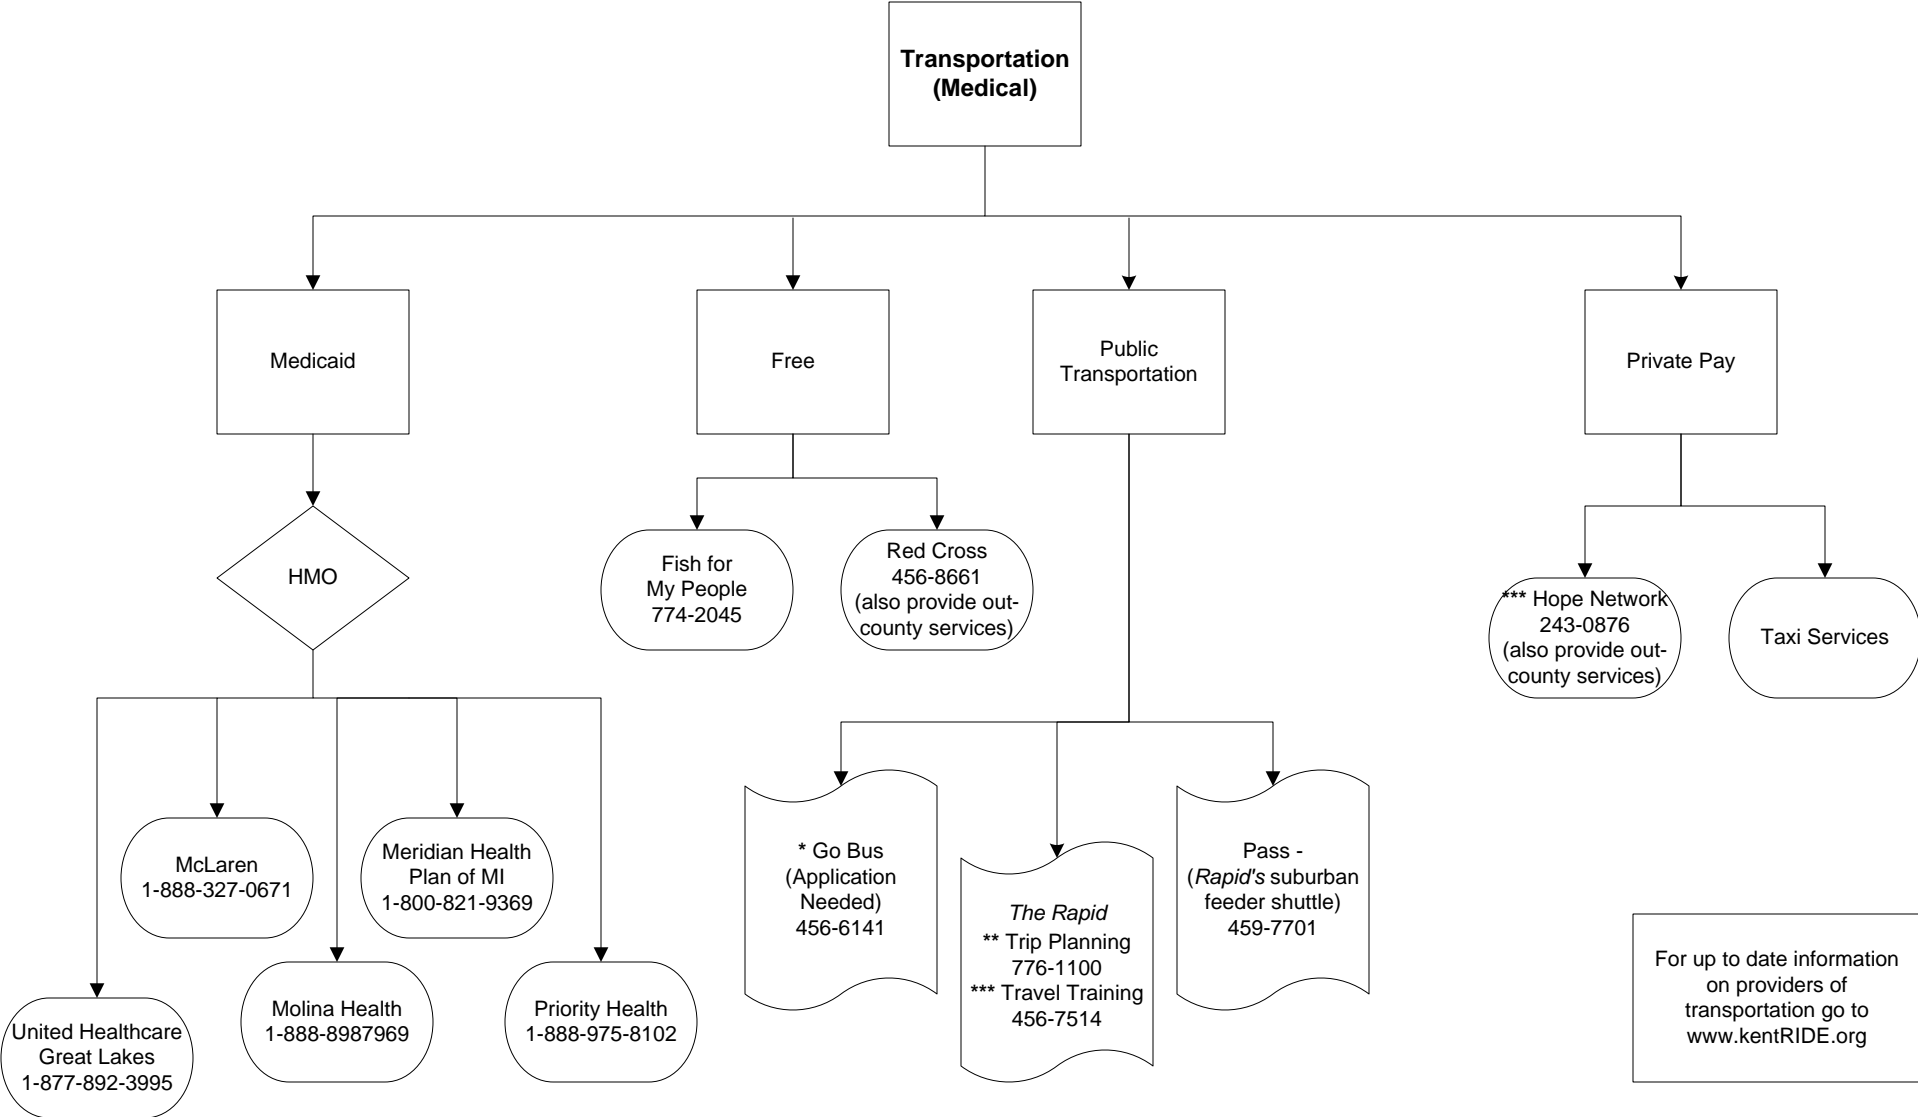 Transportation
(Medical)
Medicaid
Free
Public
Transportation
Private Pay
HMO
Fish for
My People
774-2045
Red Cross
456-8661
(also provide out-
county services)
*** Hope Network
243-0876
(also provide out-
county services)
Taxi Services
McLaren
1-888-327-0671
Meridian Health
Plan of MI
1-800-821-9369
United Healthcare
Great Lakes
1-877-892-3995
Molina Health
1-888-8987969
Priority Health
1-888-975-8102
* Go Bus
(Application
Needed)
456-6141
The Rapid
** Trip Planning
776-1100
*** Travel Training
456-7514
Pass -
(Rapid's suburban
feeder shuttle)
459-7701
For up to date information
on providers of
transportation go to
www.kentRIDE.org